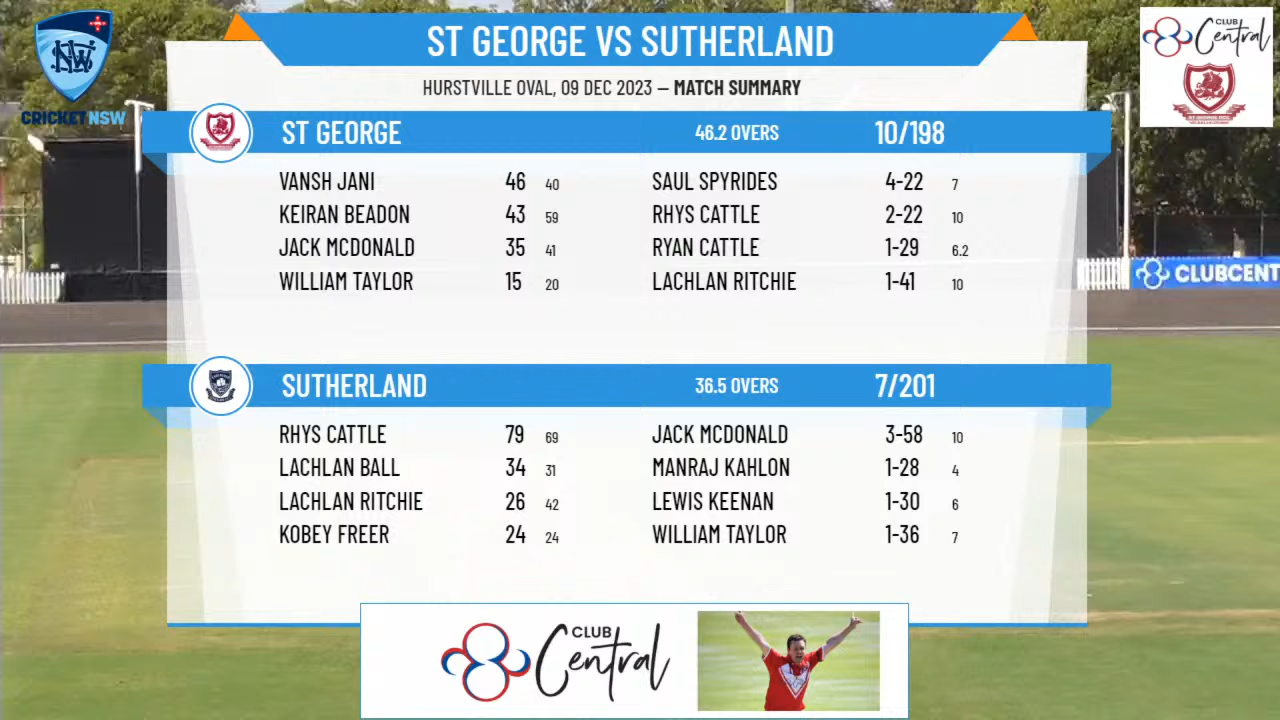 ST GEORGE VS SUTHERLAND
HURSTVILLE OVAL, 09 DEC 2023 – MATCH SUMMARY
CRICKET NSW
CLUB
Central
ST GEORGE 46.2 OVERS 10/198
VANSH JANI 46 40 SAUL SPYRIDES 4-22 7
KEIRAN BEADON 43 59 RHYS CATTLE 2-22 10
JACK MCDONALD 35 41 RYAN CATTLE 1-29 6.2
WILLIAM TAYLOR 15 20 LACHLAN RITCHIE 1-41 10
CLUBCENT
SUTHERLAND 36.5 OVERS 7/201
RHYS CATTLE 79 69 JACK MCDONALD 3-58 10
LACHLAN BALL 34 31 MANRAJ KAHLON 1-28 4
LACHLAN RITCHIE 26 42 LEWIS KEENAN 1-30 6
KOBEY FREER 24 24 WILLIAM TAYLOR 1-36 7
CLUB
Central